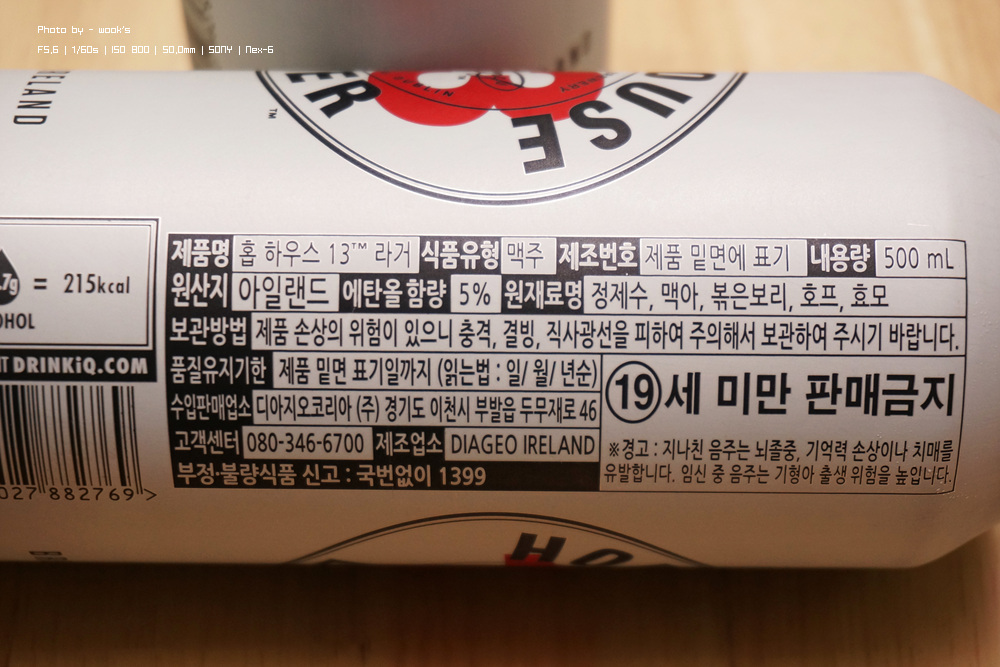 Photo by - wook's
F5,6 | 1/60s | ISO 800 | 50,0mm | SONY | Nex-6
USE
ER
TM
제품명 홉 하우스 13™ 라거 식품유형 맥주 제조번호 제품 밑면에 표기 내용량 500 mL
원산지 아일랜드 에탄올 함량 5% 원재료명 정제수, 맥아, 볶은보리, 호프, 효모
보관방법 제품 손상의 위험이 있으니 충격, 결빙, 직사광선을 피하여 주의해서 보관하여 주시기 바랍니다.
품질유지기한 제품 밑면 표기일까지 (읽는법 : 일/ 월/ 년순)
수입판매업소 디아지오코리아 (주) 경기도 이천시 부발읍 두무재로 46
고객센터 080-346-6700 제조업소 DIAGEO IRELAND
부정·불량식품 신고 : 국번없이 1399
19세 미만 판매금지
※경고 : 지나친 음주는 뇌졸중, 기억력 손상이나 치매를
유발합니다. 임신 중 음주는 기형아 출생 위험을 높입니다.
= 215kcal
DRINKiQ.COM
027 882769 >
HO